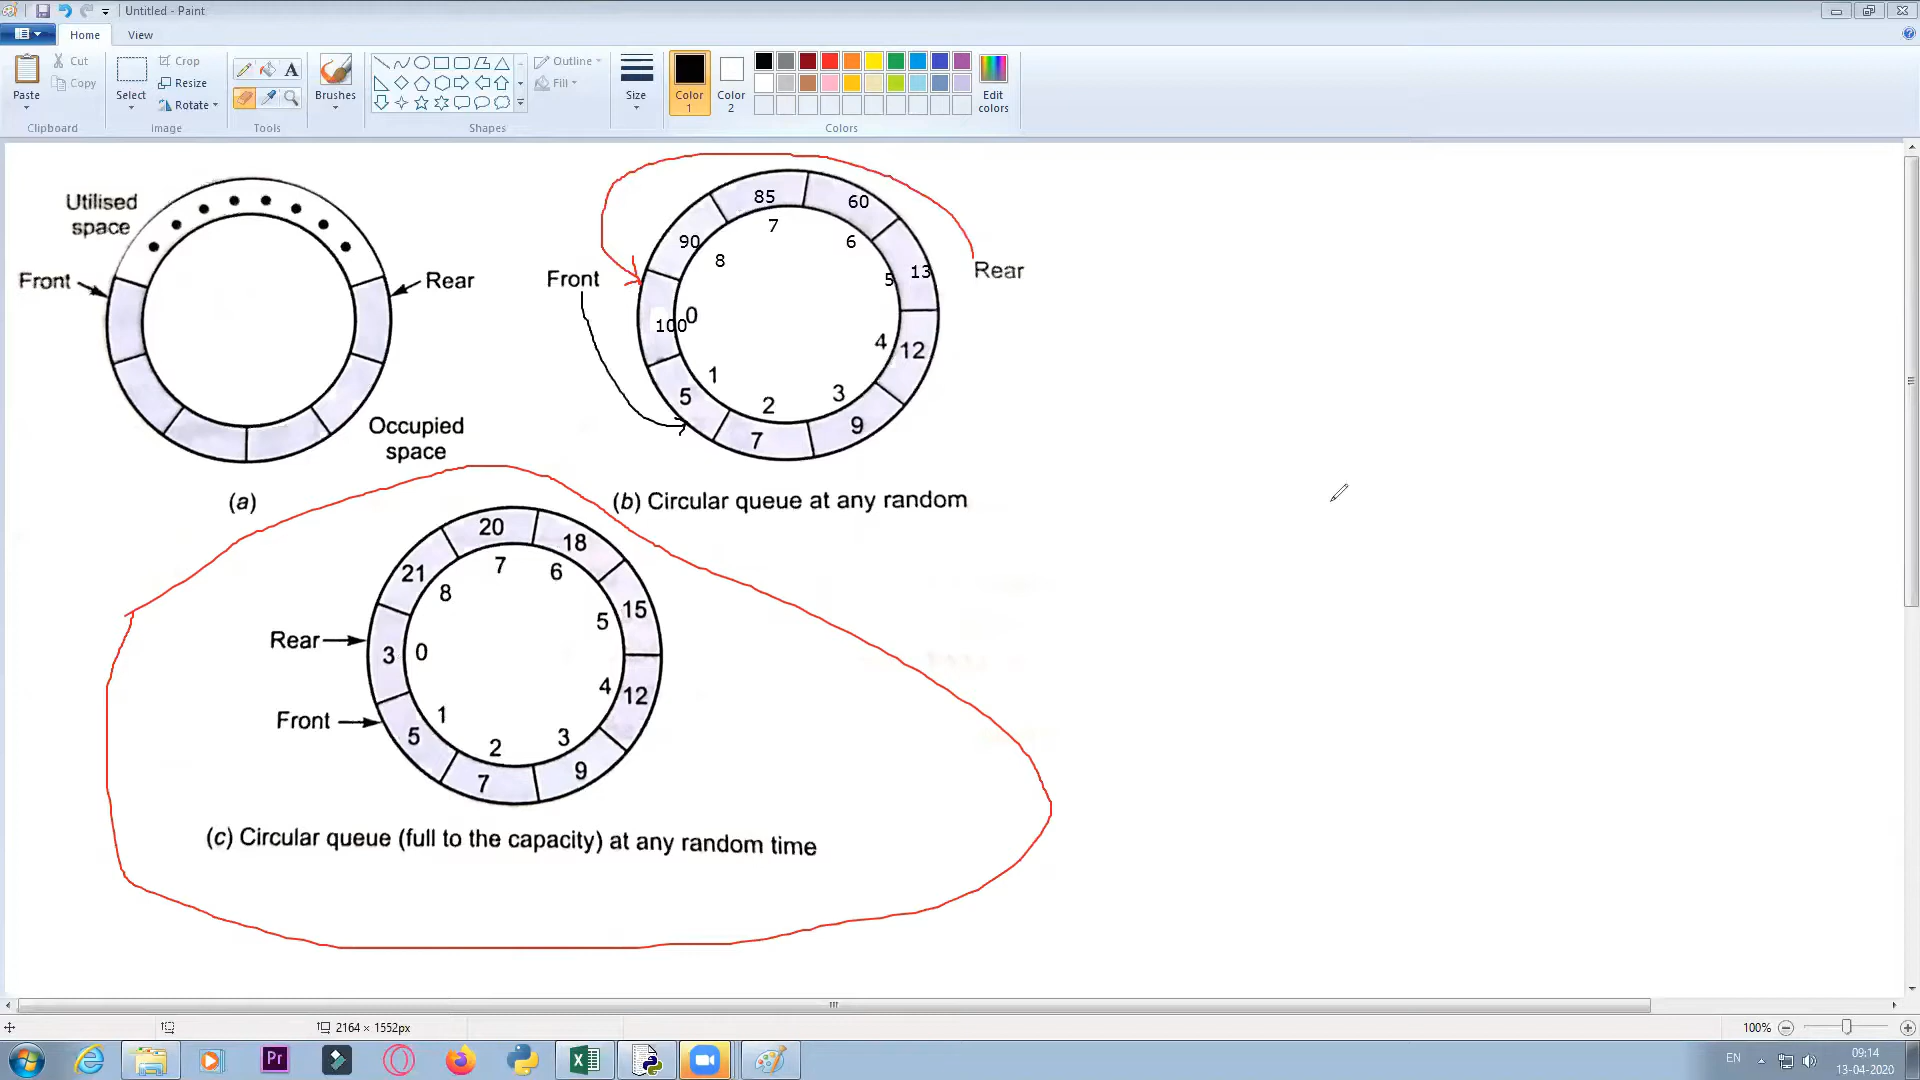 Untitled - Paint
Home View
Paste
Cut
Copy
Clipboard
Select
Crop
Resize
Rotate
Image
A
Tools
Brushes
Outline
Fill
Shapes
Size
Color 1
Color 2
Edit colors
Colors
Utilised
space
Front
Rear
Occupied
space
(a)
85
60
90
13
100
12
5
7
9
7
6
8
5
0
4
1
2
3
Front
Rear
(b) Circular queue at any random
20
18
21
15
3
12
5
7
9
7
6
8
5
0
4
1
2
3
Rear
Front
(c) Circular queue (full to the capacity) at any random time
2164 × 1552px
100%
Pr
EN
09:14
13-04-2020